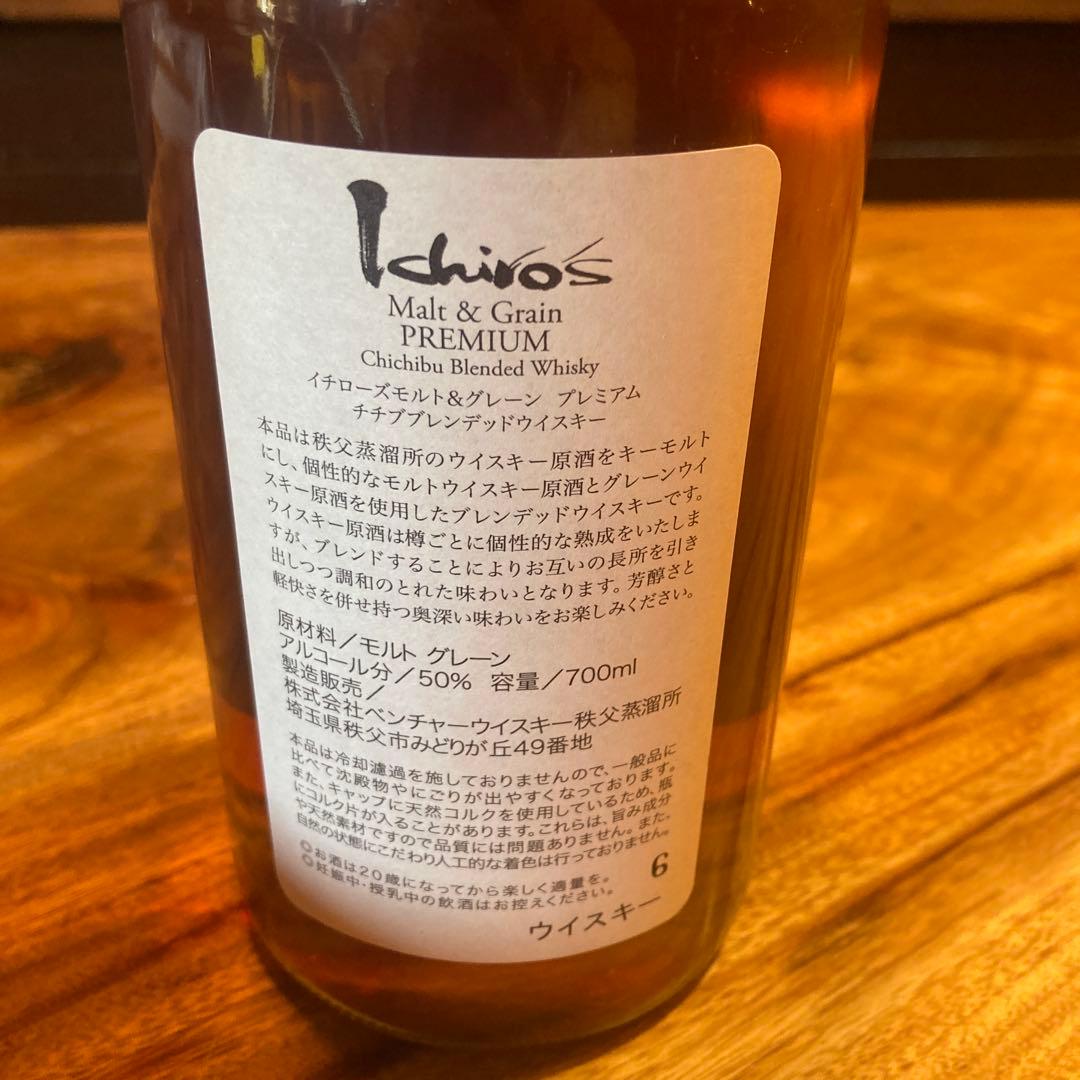 Ichiro's
Malt & Grain
PREMIUM
Chichibu Blended Whisky
イチローズモルト&グレーン プレミアム
チチブブレンデッドウイスキー
本品は秩父蒸溜所のウイスキー原酒をキーモルト
にし、個性的なモルトウイスキー原酒とグレーンウイ
スキー原酒を使用したブレンデッドウイスキーです。
ウイスキー原酒は樽ごとに個性的な熟成をいたしま
すが、ブレンドすることによりお互いの長所を引き
出しつつ調和のとれた味わいとなります。芳醇さと
軽快さを併せ持つ奥深い味わいをお楽しみください。
原材料／モルト グレーン
アルコール分／50% 容量／700ml
製造販売／
株式会社ベンチャーウイスキー秩父蒸溜所
埼玉県秩父市みどりが丘49番地
本品は冷却濾過を施しておりませんので、一般品に
比べて沈殿物やにごりが出やすくなっております。
また、キャップに天然コルクを使用しているため、瓶
にコルク片が入ることがあります。これらは、旨み成分
や天然素材ですので品質には問題ありません。また、
自然の状態にこだわり人工的な着色は行っておりません。
◎お酒は20歳になってから楽しく適量を。
◎妊娠中・授乳中の飲酒はお控えください。
6
ウイスキー